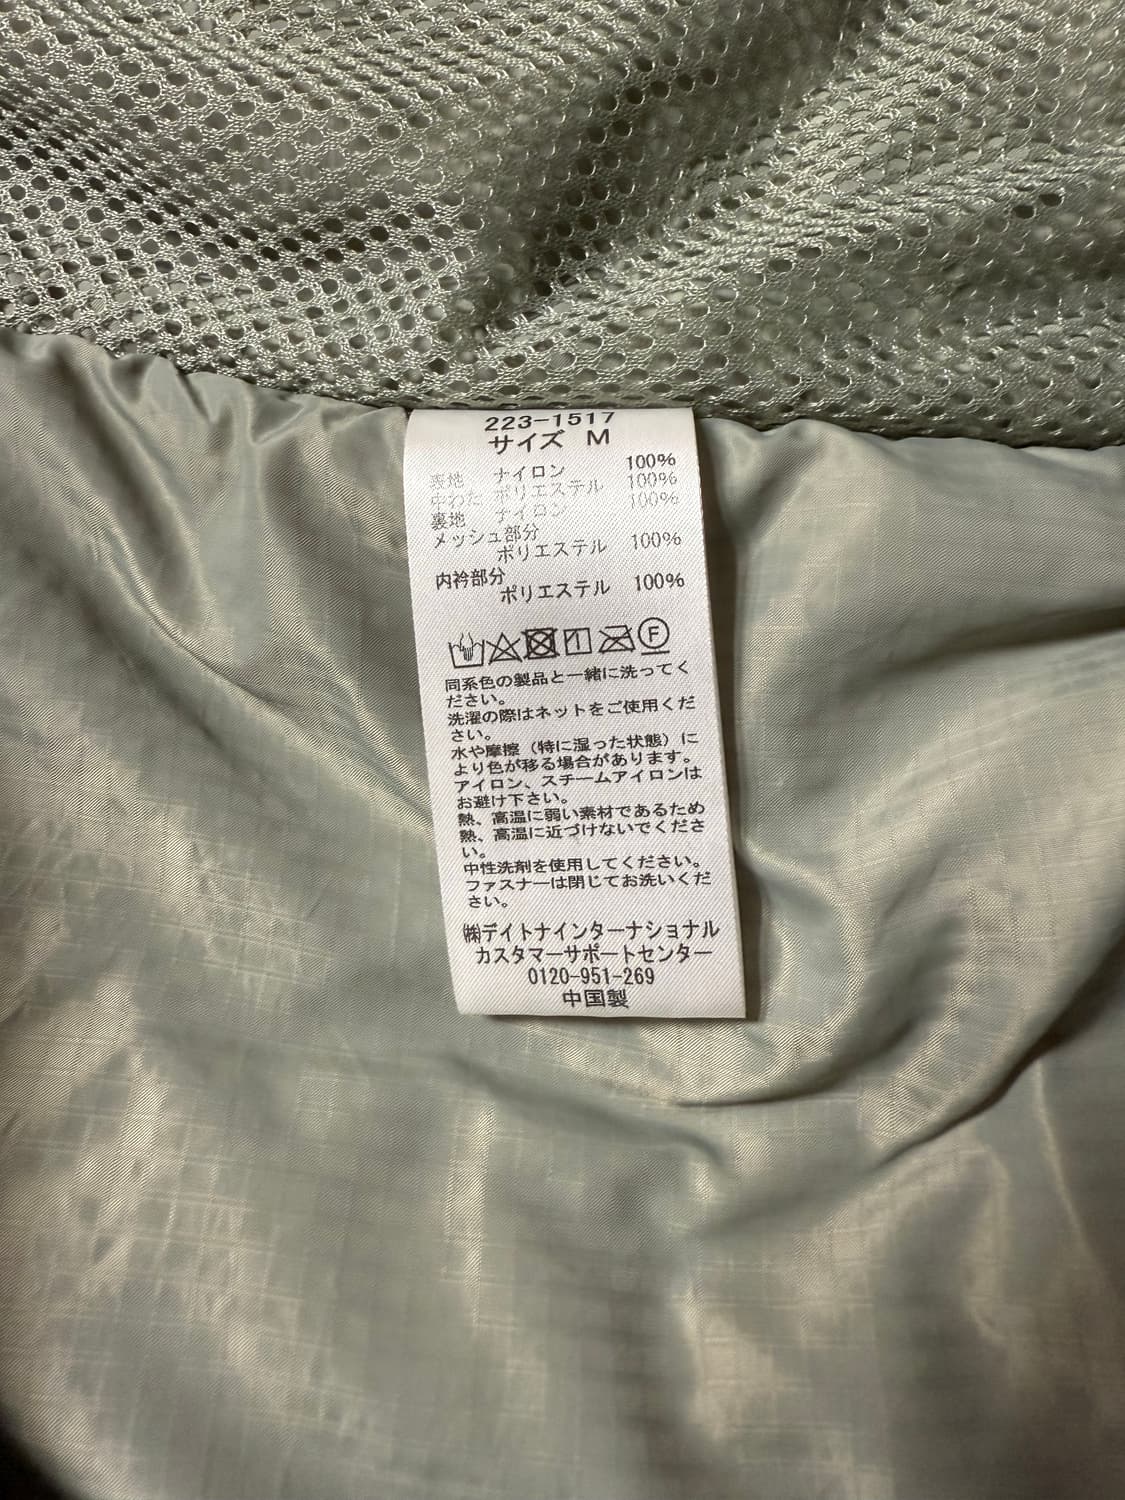 223-1517
サイズ M
表地 ナイロン 100%
中わた ポリエステル 100%
裏地 ナイロン 100%
メッシュ部分
ポリエステル 100%
内衿部分
ポリエステル 100%
F
同系色の製品と一緒に洗ってく
ださい。
洗濯の際はネットをご使用くだ
さい。
水や摩擦（特に湿った状態）に
より色が移る場合があります。
アイロン、スチームアイロンは
お避け下さい。
熱、高温に弱い素材であるため
熱、高温に近づけないでくださ
い。
中性洗剤を使用してください。
ファスナーは閉じてお洗いくだ
さい。
㈱デイトナインターナショナル
カスタマーサポートセンター
0120-951-269
中国製